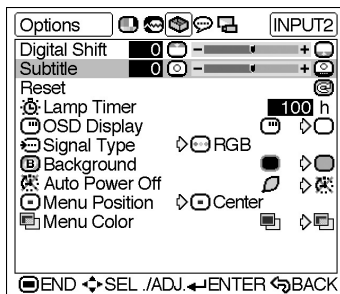 Options INPUT2
Digital Shift 0 - +
Subtitle 0 - +
Reset
Lamp Timer 100 h
OSD Display
Signal Type RGB
B Background
Auto Power Off
Menu Position Center
Menu Color
END SEL ./ADJ. ENTER BACK